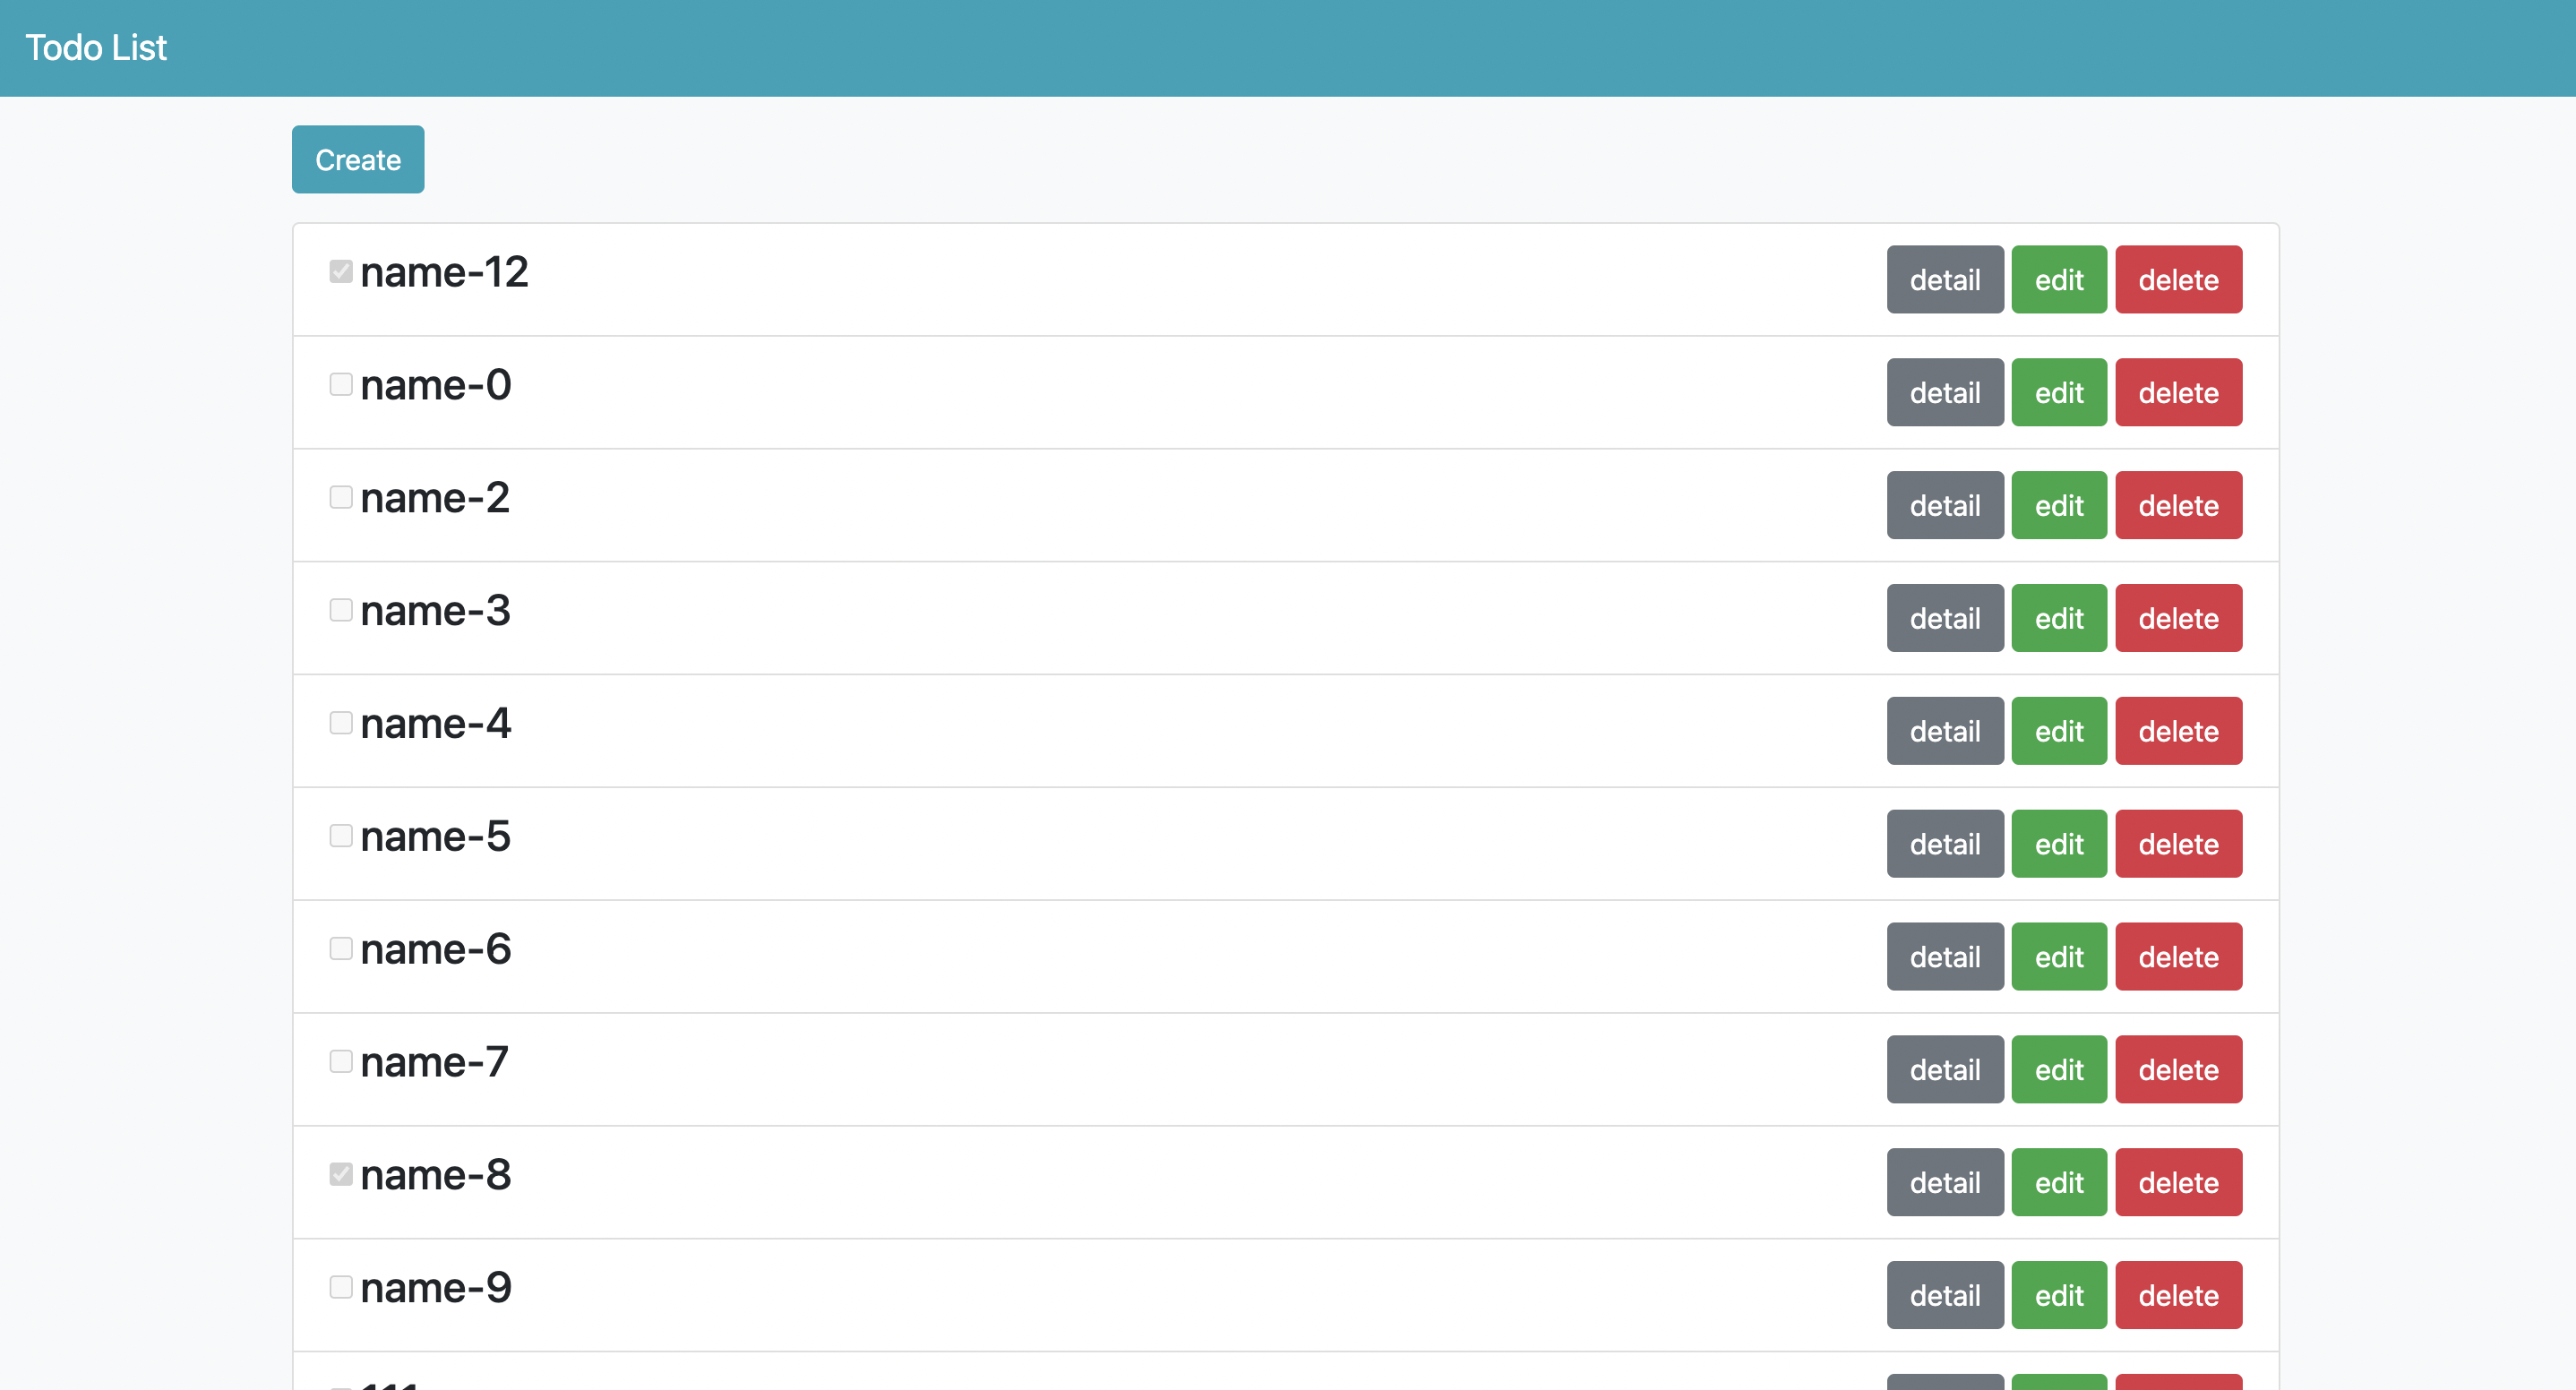 Todo List
Create
name-12 detail edit delete
name-0 detail edit delete
name-2 detail edit delete
name-3 detail edit delete
name-4 detail edit delete
name-5 detail edit delete
name-6 detail edit delete
name-7 detail edit delete
name-8 detail edit delete
name-9 detail edit delete